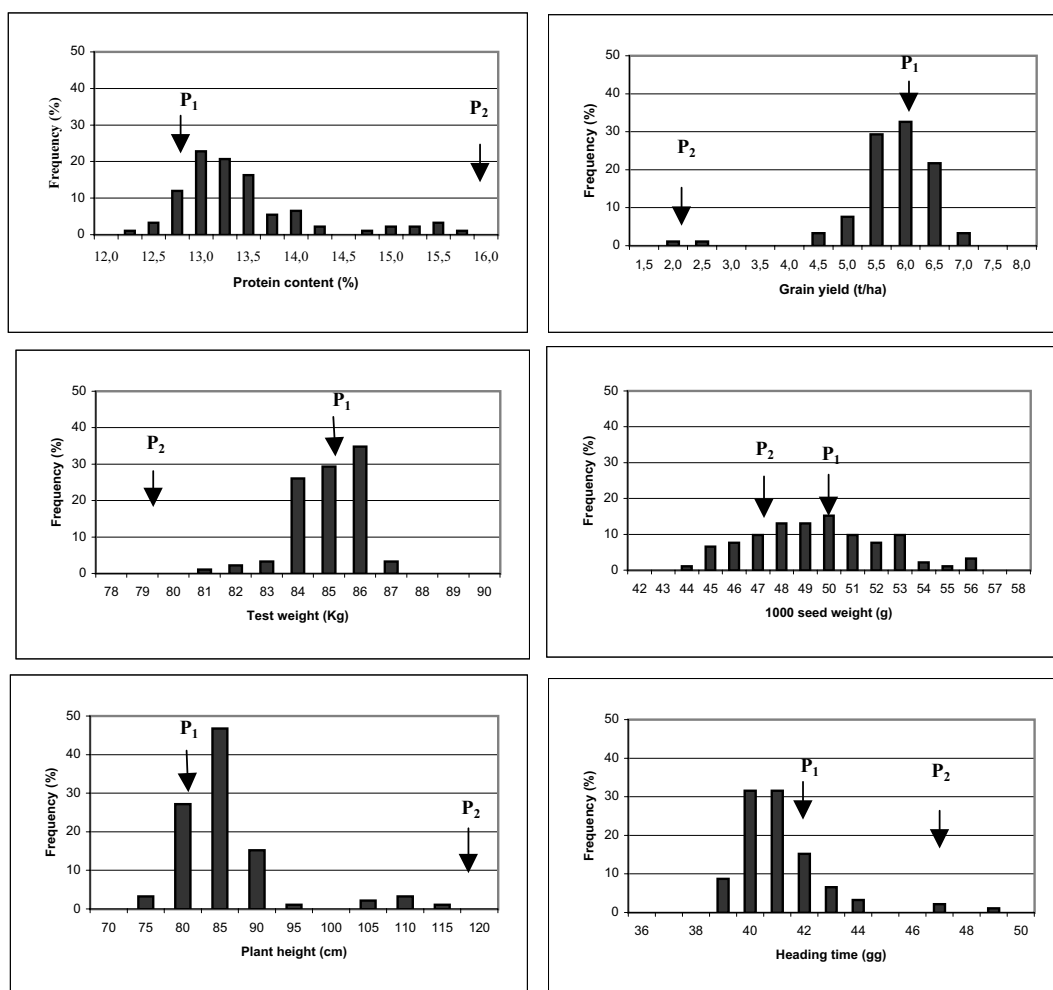 50
40
30
20
10
0
Frequency (%)
P1
P2
12,0 12,5 13,0 13,5 14,0 14,5 15,0 15,5 16,0
Protein content (%)
50
40
30
20
10
0
Frequency (%)
P2
P1
1,5 2,0 2,5 3,0 3,5 4,0 4,5 5,0 5,5 6,0 6,5 7,0 7,5 8,0
Grain yield (t/ha)
50
40
30
20
10
0
Frequency (%)
P2
P1
78 79 80 81 82 83 84 85 86 87 88 89 90
Test weight (Kg)
50
40
30
20
10
0
Frequency (%)
P2
P1
42 43 44 45 46 47 48 49 50 51 52 53 54 55 56 57 58
1000 seed weight (g)
50
40
30
20
10
0
Frequency (%)
P1
P2
70 75 80 85 90 95 100 105 110 115 120
Plant height (cm)
50
40
30
20
10
0
Frequency (%)
P1
P2
36 38 40 42 44 46 48 50
Heading time (gg)